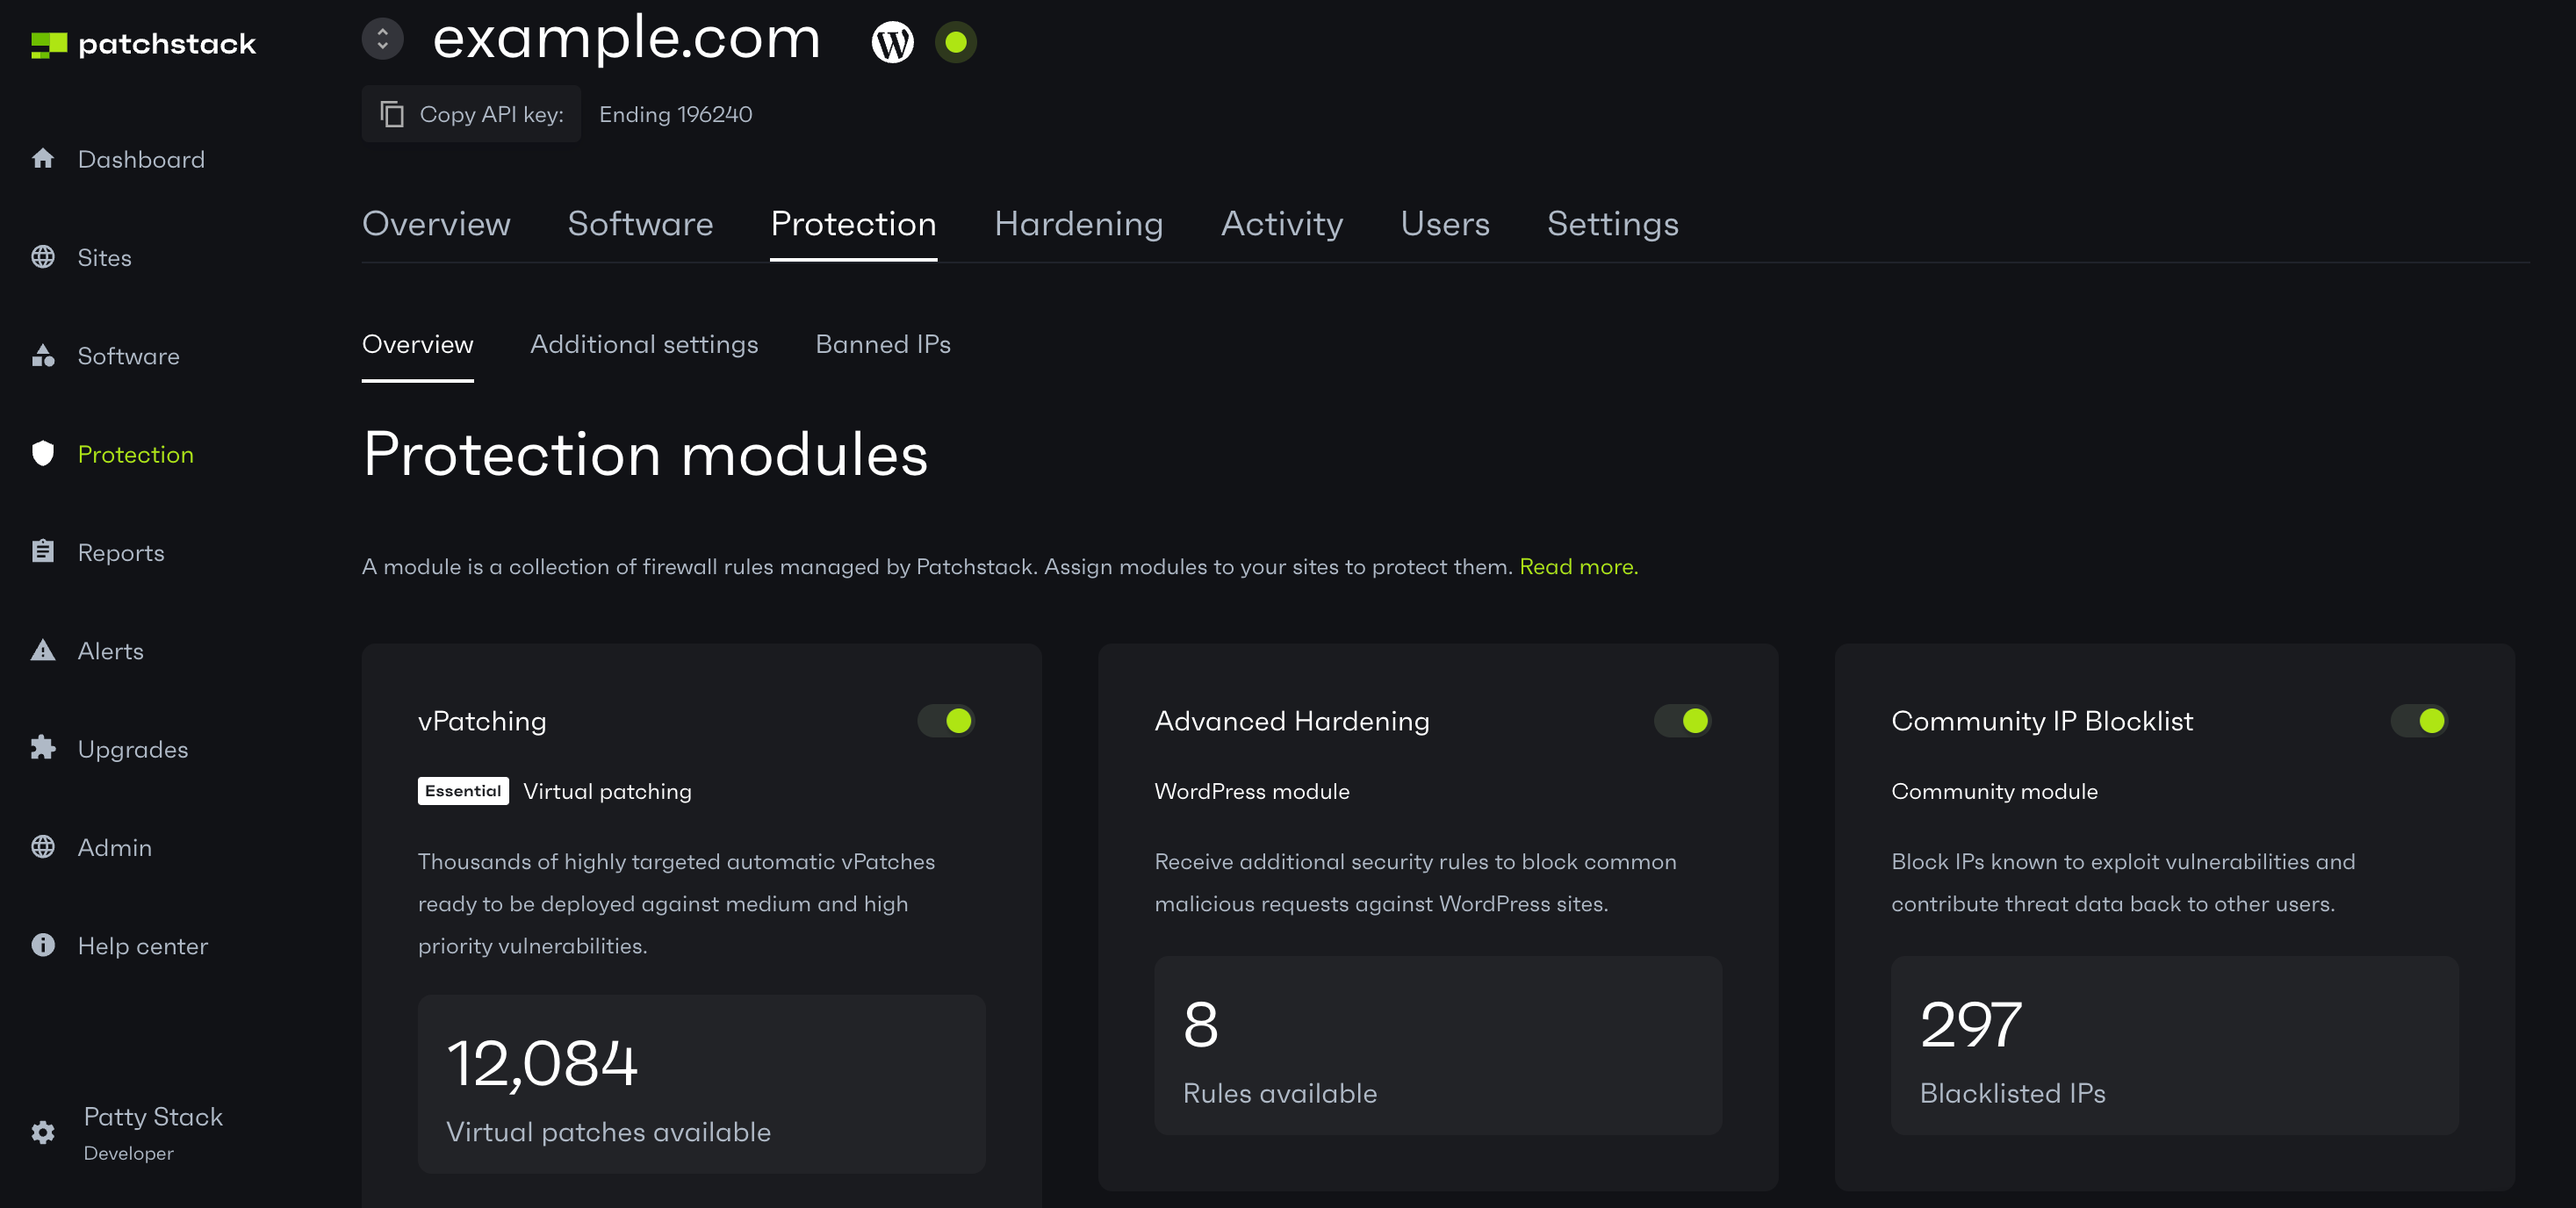 patchstack
Dashboard
Sites
Software
Protection
Reports
Alerts
Upgrades
Admin
Help center
Patty Stack
Developer
example.com
Copy API key: Ending 196240
Overview Software Protection Hardening Activity Users Settings
Overview Additional settings Banned IPs
Protection modules
A module is a collection of firewall rules managed by Patchstack. Assign modules to your sites to protect them. Read more.
vPatching
Essential Virtual patching
Thousands of highly targeted automatic vPatches
ready to be deployed against medium and high
priority vulnerabilities.
12,084
Virtual patches available
Advanced Hardening
WordPress module
Receive additional security rules to block common
malicious requests against WordPress sites.
8
Rules available
Community IP Blocklist
Community module
Block IPs known to exploit vulnerabilities and
contribute threat data back to other users.
297
Blacklisted IPs